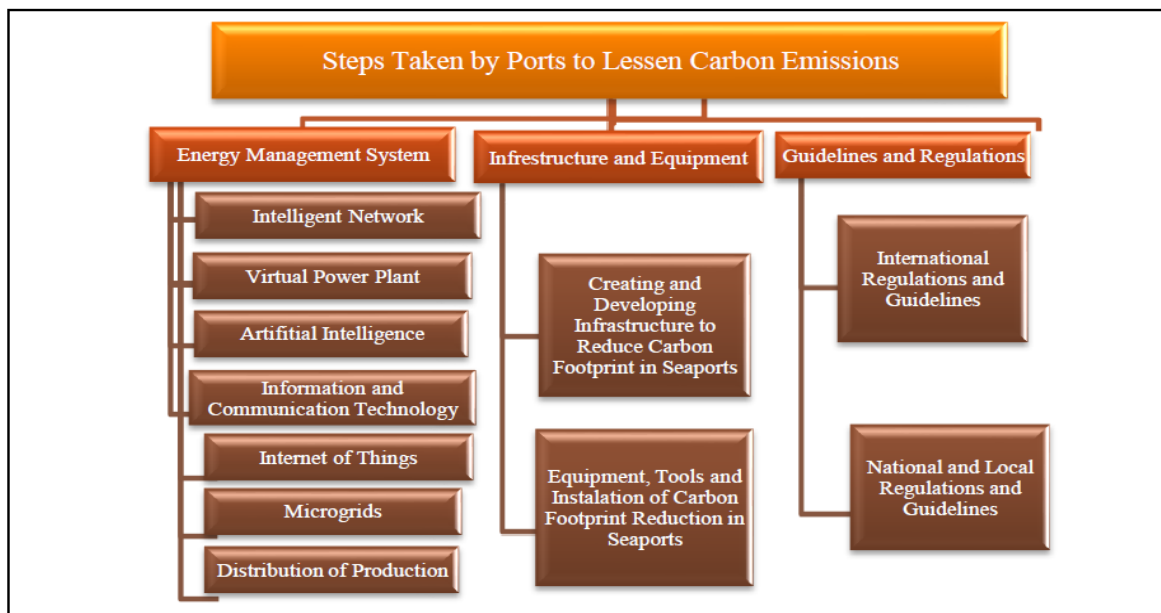 Steps Taken by Ports to Lessen Carbon Emissions
Energy Management System
Intelligent Network
Virtual Power Plant
Artifitial Intelligence
Information and
Communication Technology
Internet of Things
Microgrids
Distribution of Production
Infrestructure and Equipment
Creating and
Developing
Infrastructure to
Reduce Carbon
Footprint in Seaports
Equipment, Tools and
Instalation of Carbon
Footprint Reduction in
Seaports
Guidelines and Regulations
International
Regulations and
Guidelines
National and Local
Regulations and
Guidelines